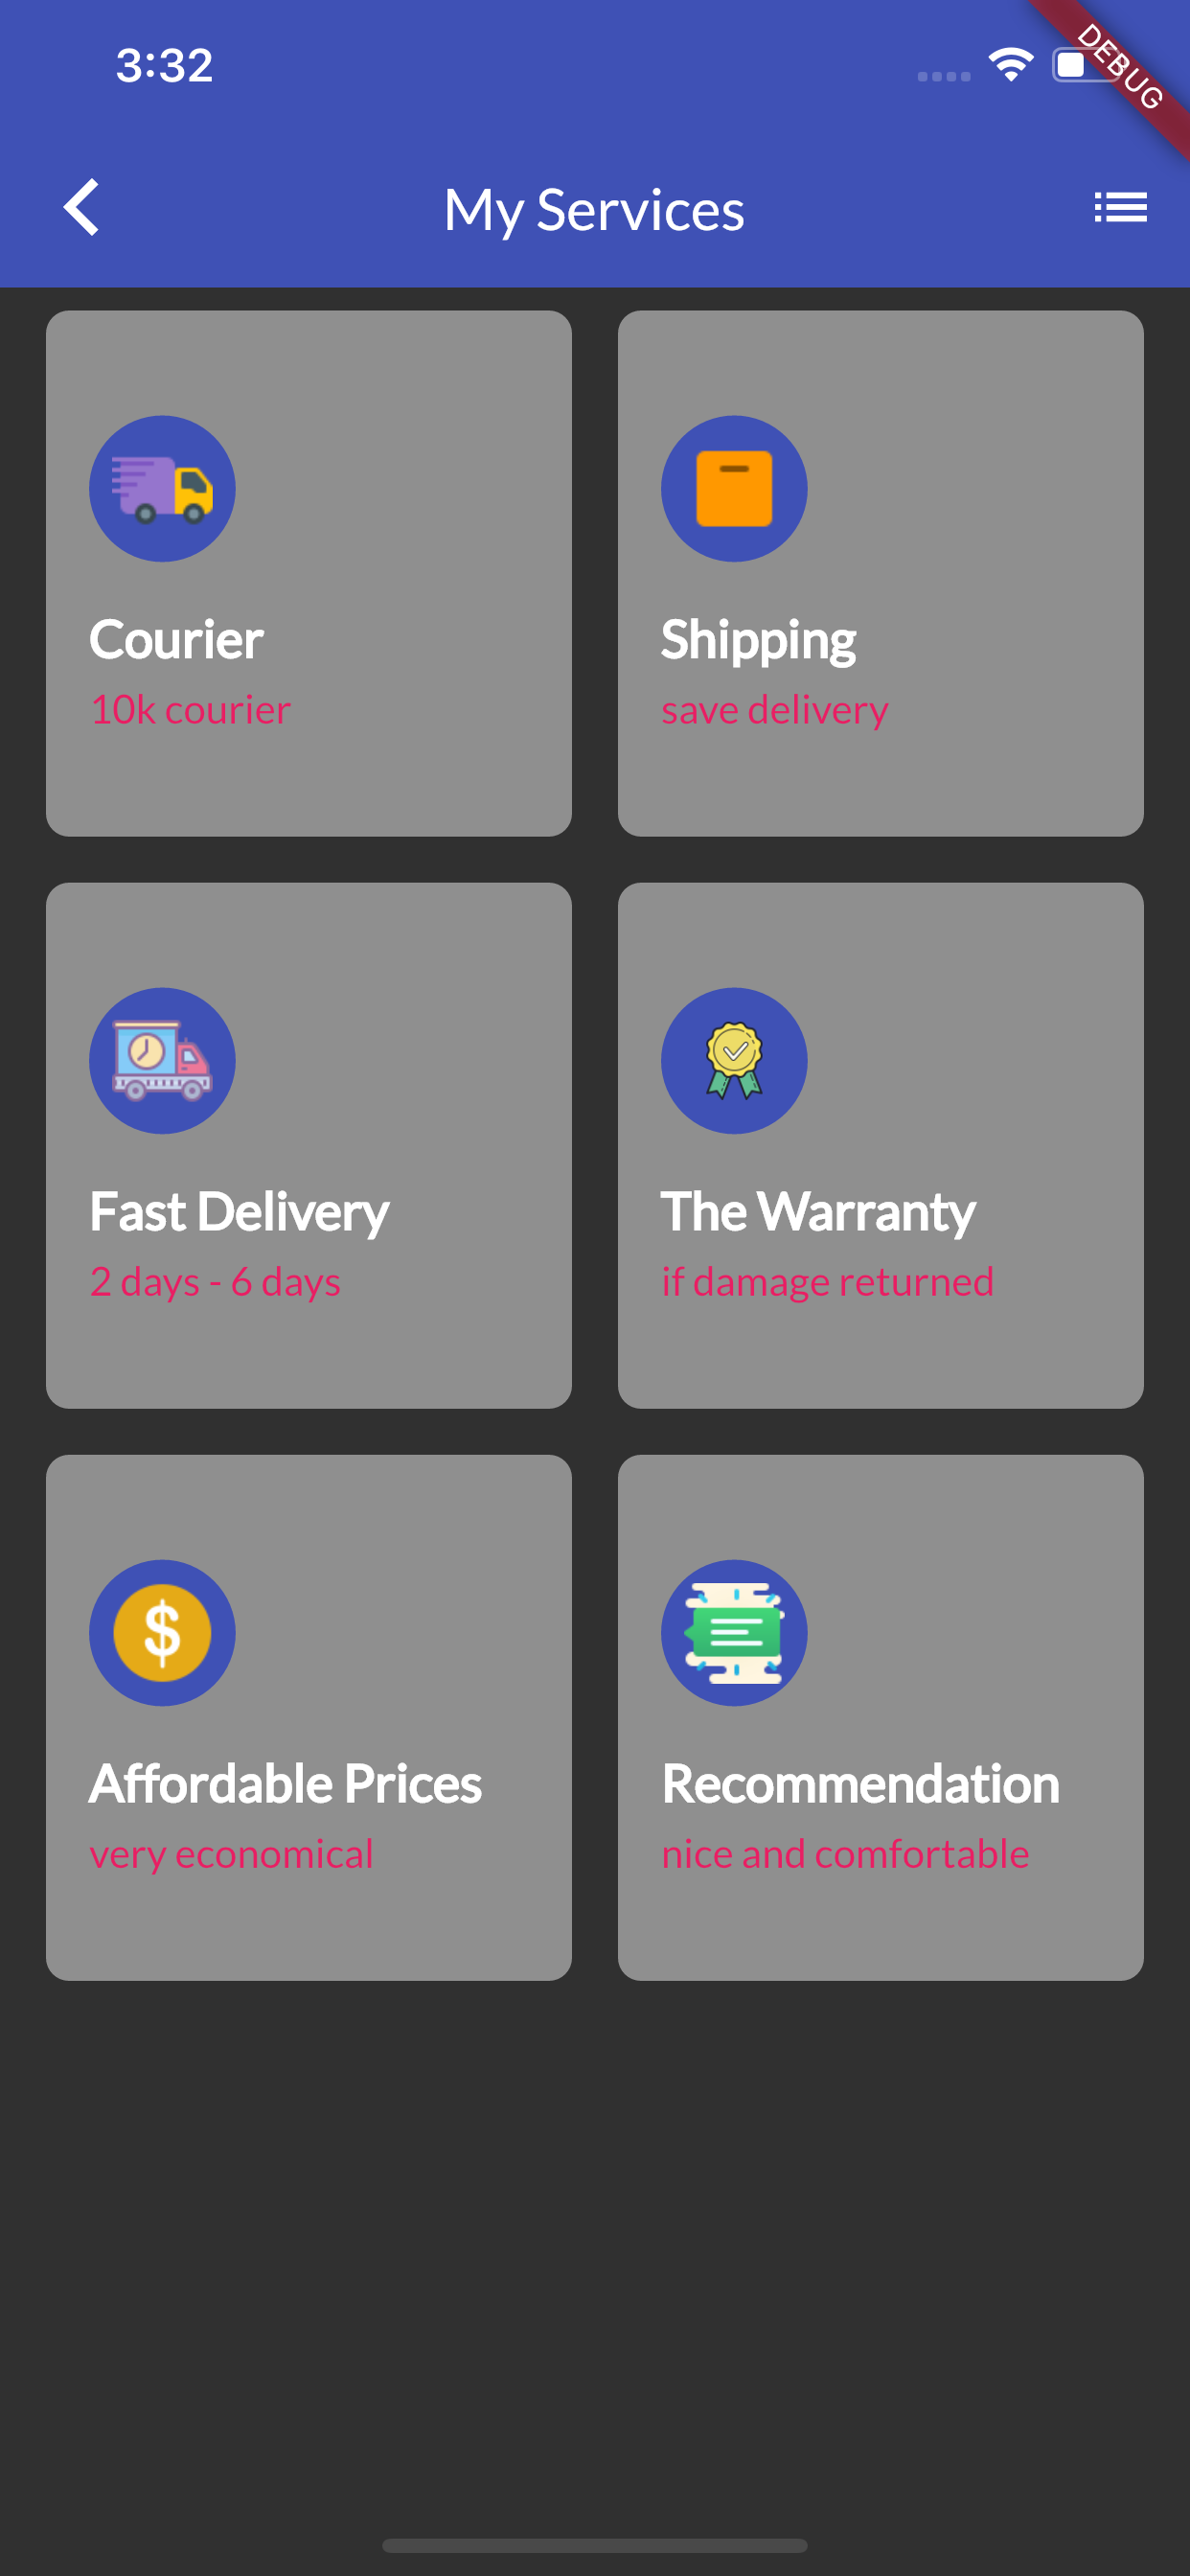 3:32
DEBUG
My Services
Courier
10k courier
Shipping
save delivery
Fast Delivery
2 days - 6 days
The Warranty
if damage returned
$
Affordable Prices
very economical
Recommendation
nice and comfortable